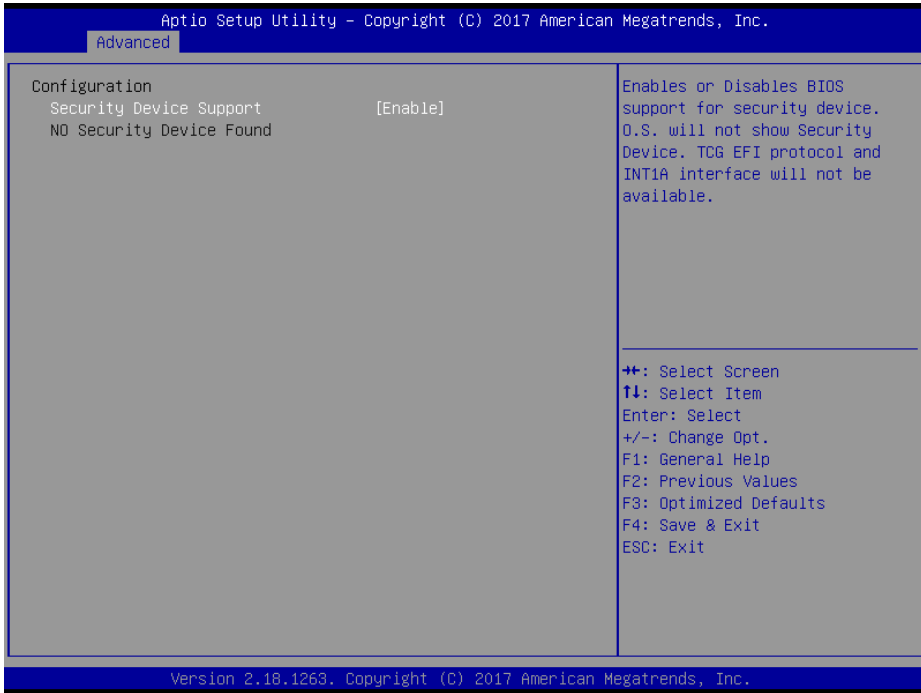 Aptio Setup Utility – Copyright (C) 2017 American Megatrends, Inc.
Advanced
Configuration
Security Device Support [Enable]
NO Security Device Found
Enables or Disables BIOS
support for security device.
O.S. will not show Security
Device. TCG EFI protocol and
INT1A interface will not be
available.
→←: Select Screen
↑↓: Select Item
Enter: Select
+/-: Change Opt.
F1: General Help
F2: Previous Values
F3: Optimized Defaults
F4: Save & Exit
ESC: Exit
Version 2.18.1263. Copyright (C) 2017 American Megatrends, Inc.